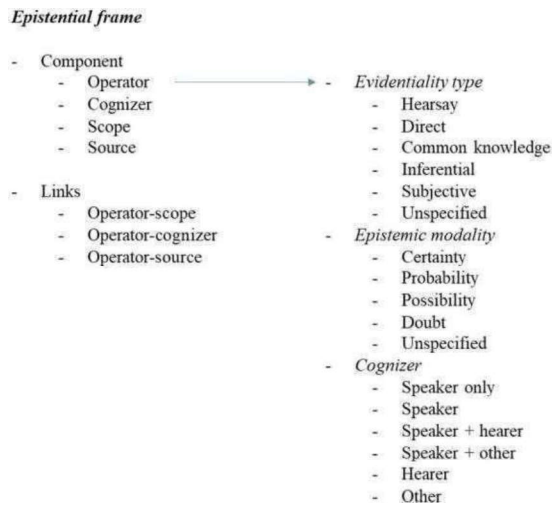 Epistential frame
- Component
- Operator
- Cognizer
- Scope
- Source
- Links
- Operator-scope
- Operator-cognizer
- Operator-source
- Evidentiality type
- Hearsay
- Direct
- Common knowledge
- Inferential
- Subjective
- Unspecified
- Epistemic modality
- Certainty
- Probability
- Possibility
- Doubt
- Unspecified
- Cognizer
- Speaker only
- Speaker
- Speaker + hearer
- Speaker + other
- Hearer
- Other